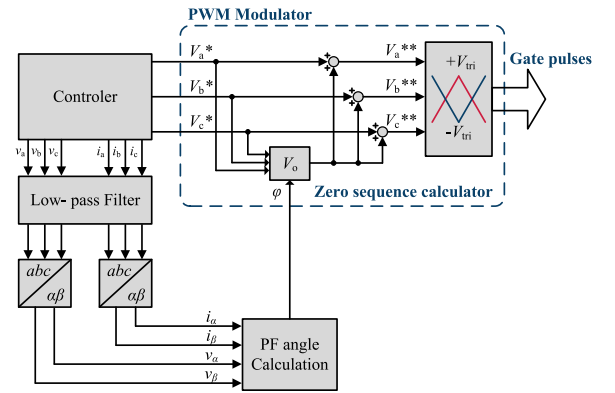 PWM Modulator
Controler
Va*
Vb*
Vc*
+
+
+
+
+
+
Va**
Vb**
Vc**
+Vtri
-Vtri
Gate pulses
Vo
Zero sequence calculator
φ
va vb vc ia ib ic
Low- pass Filter
abc
αβ
abc
αβ
iα
iβ
vα
vβ
PF angle
Calculation